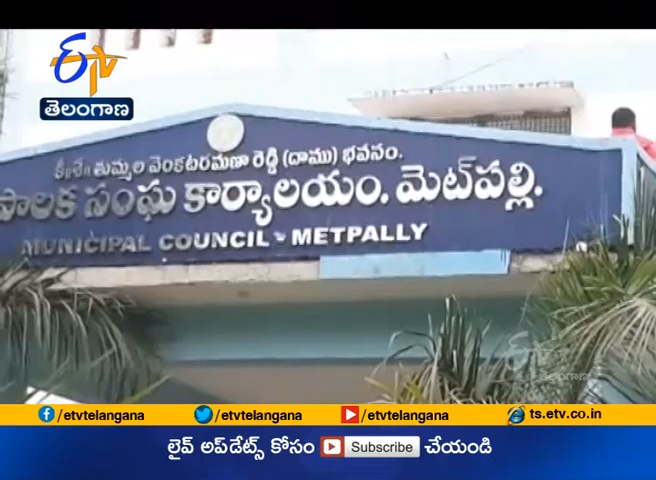 etv
తెలంగాణ
కీ.శే. తుమ్మల వెంకటరమణా రెడ్డి (దాము) భవనం.
పాలక సంఘ కార్యాలయం. మెట్‌పల్లి.
MUNICIPAL COUNCIL - METPALLY
etv
తెలంగాణ
/etvtelangana /etvtelangana /etvtelangana ts.etv.co.in
లైవ్ అప్‌డేట్స్ కోసం Subscribe చేయండి